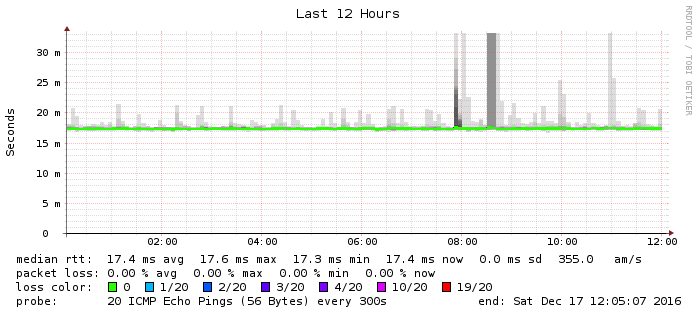 Last 12 Hours
RRDTOOL / TOBI OETIKER
Seconds
30 m
25 m
20 m
15 m
10 m
5 m
0
02:00 04:00 06:00 08:00 10:00 12:00
median rtt: 17.4 ms avg 17.6 ms max 17.3 ms min 17.4 ms now 0.0 ms sd 355.0 am/s
packet loss: 0.00 % avg 0.00 % max 0.00 % min 0.00 % now
loss color: 0 1/20 2/20 3/20 4/20 10/20 19/20
probe: 20 ICMP Echo Pings (56 Bytes) every 300s end: Sat Dec 17 12:05:07 2016